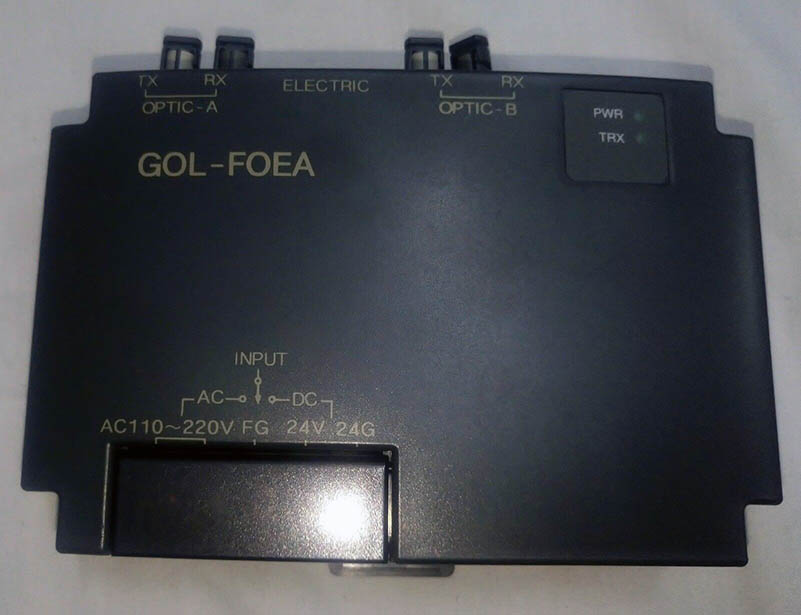 TX RX ELECTRIC TX RX
OPTIC-A OPTIC-B
PWR
TRX
GOL-FOEA
INPUT
AC DC
AC110~220V FG 24V 24G